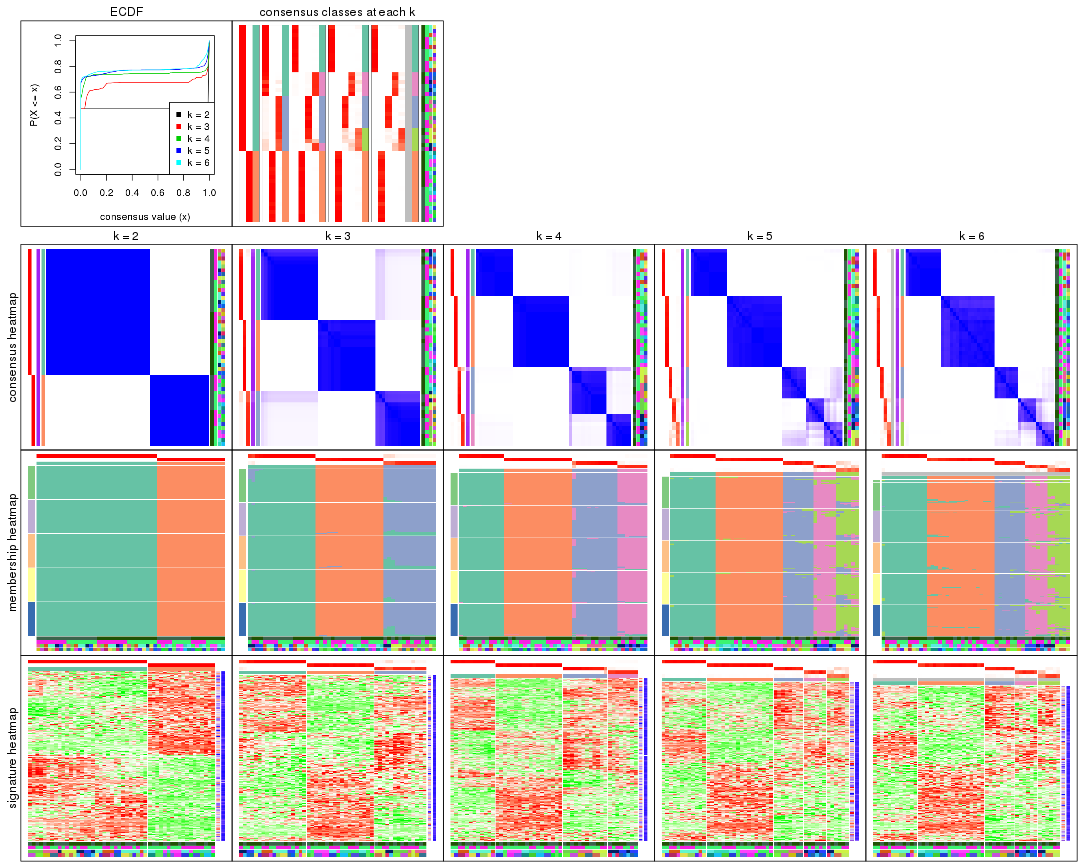 ECDF
consensus classes at each k
P(X <= x)
0.0 0.2 0.4 0.6 0.8 1.0
k = 2
k = 3
k = 4
k = 5
k = 6
0.0 0.2 0.4 0.6 0.8 1.0
consensus value (x)
k = 2
k = 3
k = 4
k = 5
k = 6
consensus heatmap
membership heatmap
signature heatmap